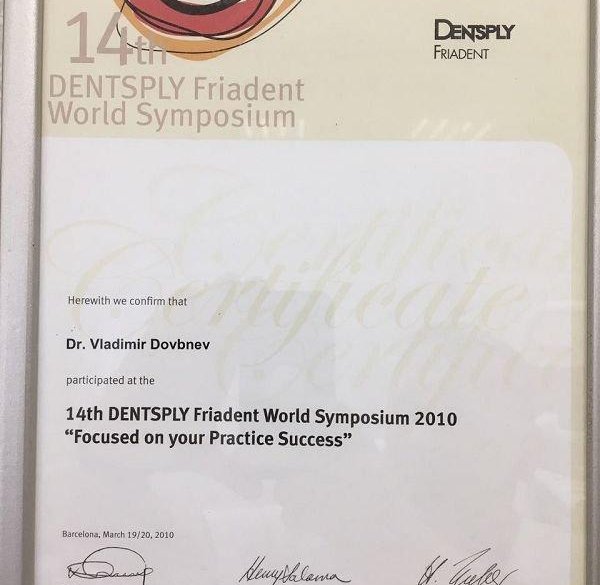 14th
DENTSPLY Friadent
World Symposium
DENTSPLY
FRIADENT
Certificate
Herewith we confirm that
Dr. Vladimir Dovbnev
participated at the
14th DENTSPLY Friadent World Symposium 2010
“Focused on your Practice Success”
Barcelona, March 19/20, 2010